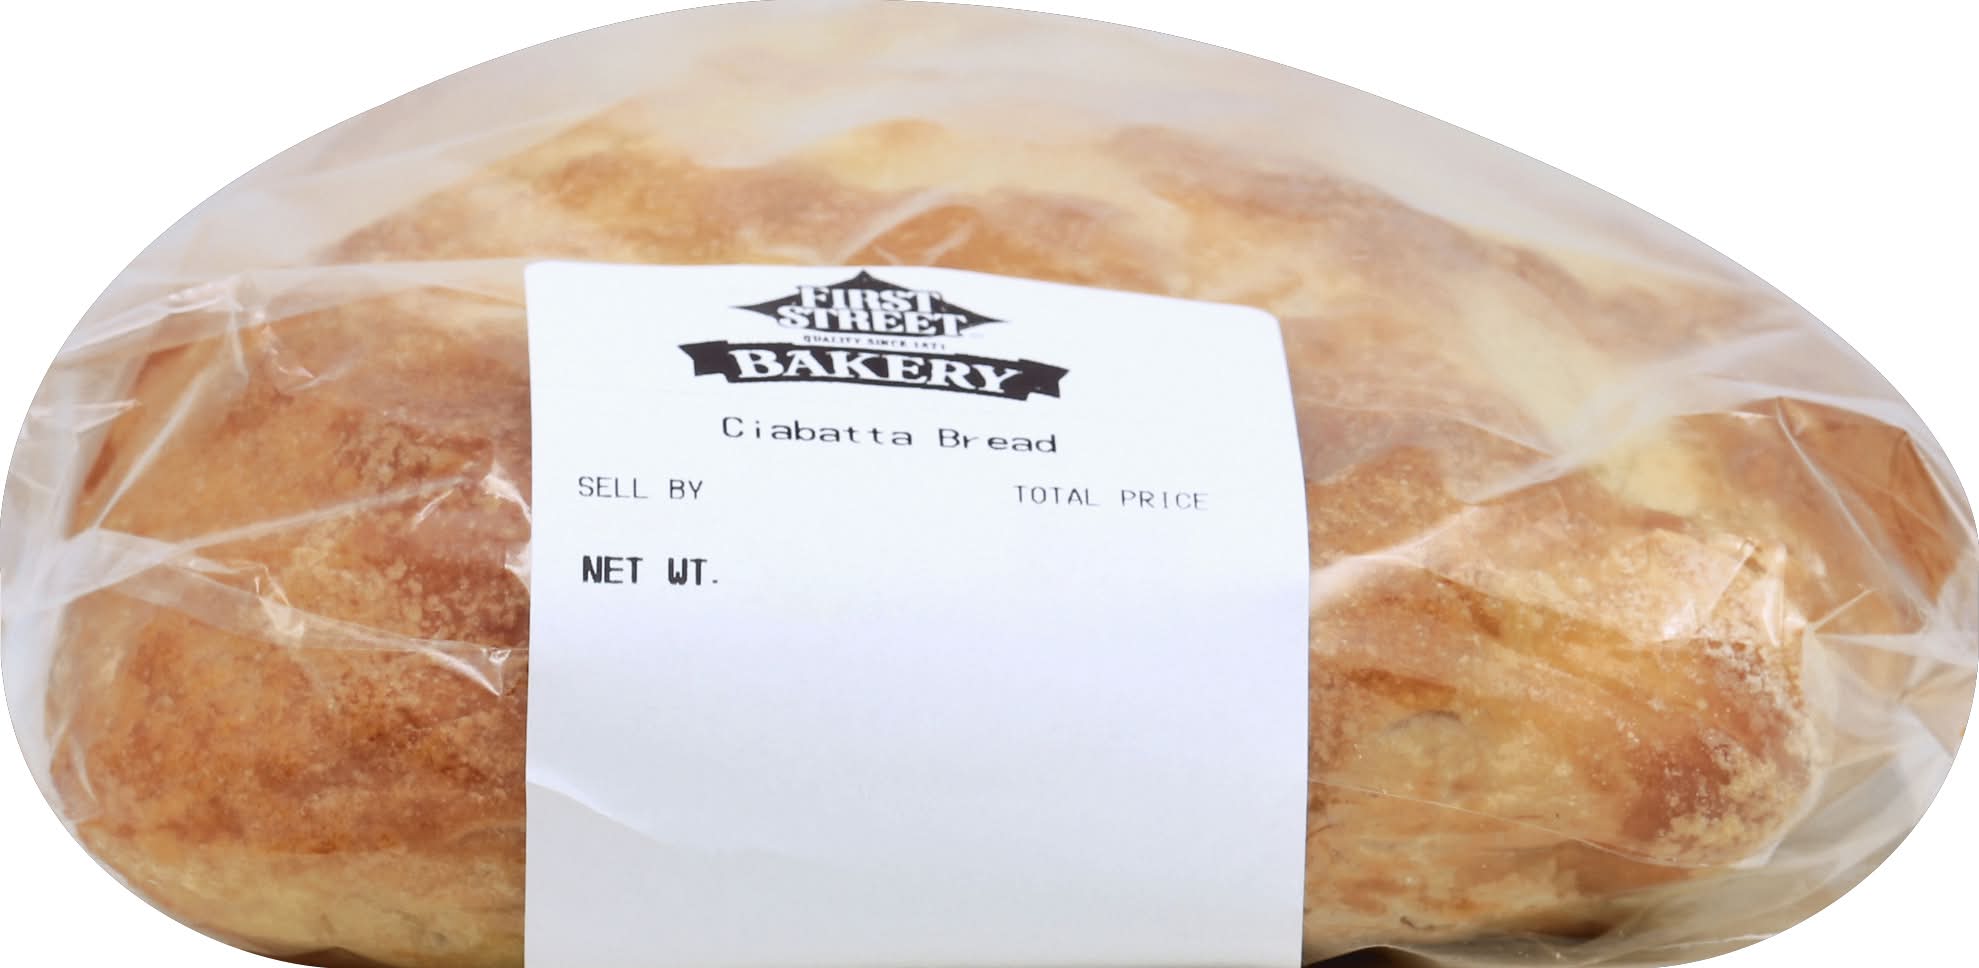 FIRST
STREET
QUALITY SINCE 1871
BAKERY
Ciabatta Bread
SELL BY TOTAL PRICE
NET WT.